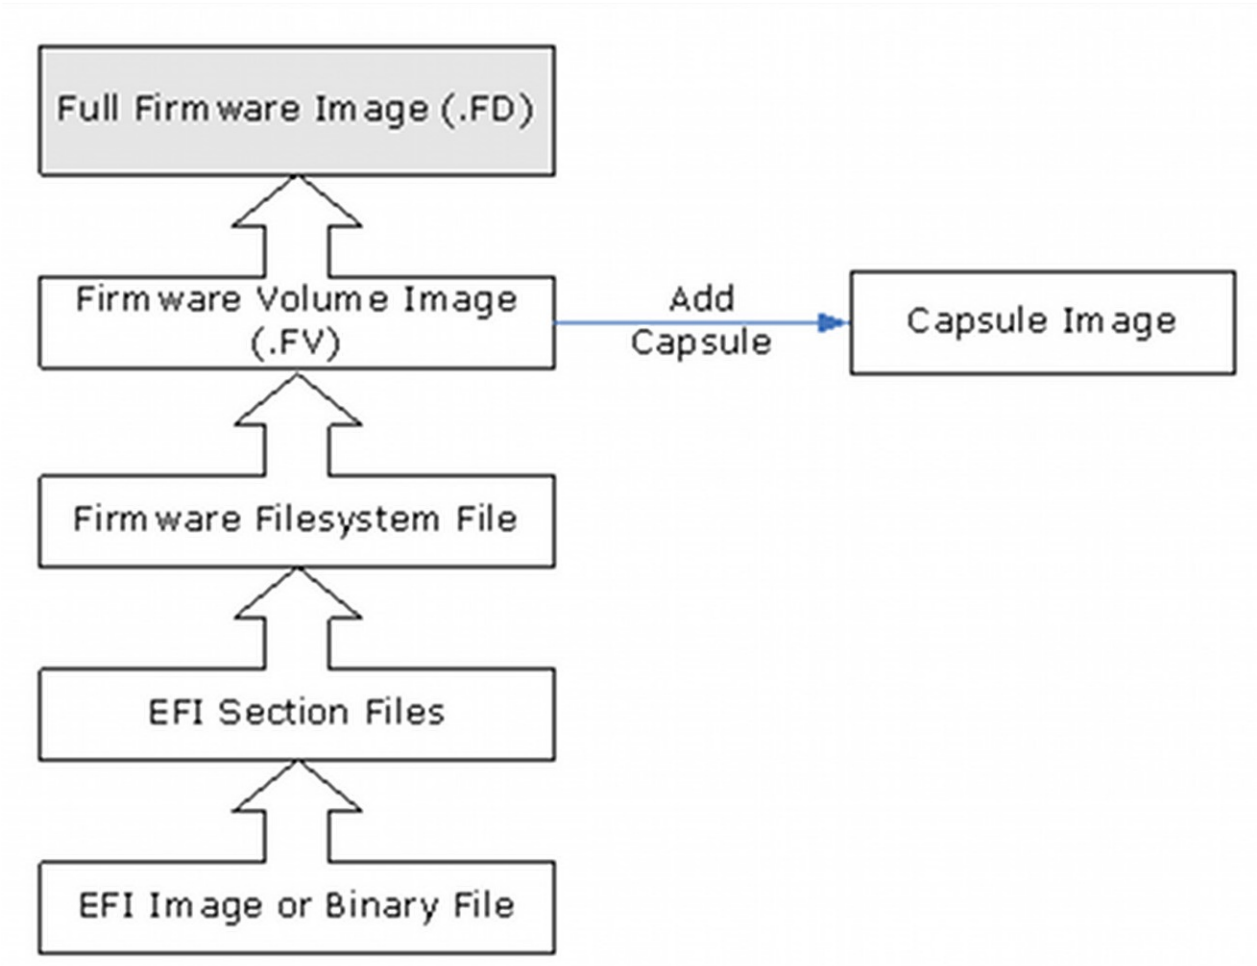 Full Firmware Image (.FD)
Firmware Volume Image
(.FV)
Add
Capsule
Capsule Image
Firmware Filesystem File
EFI Section Files
EFI Image or Binary File